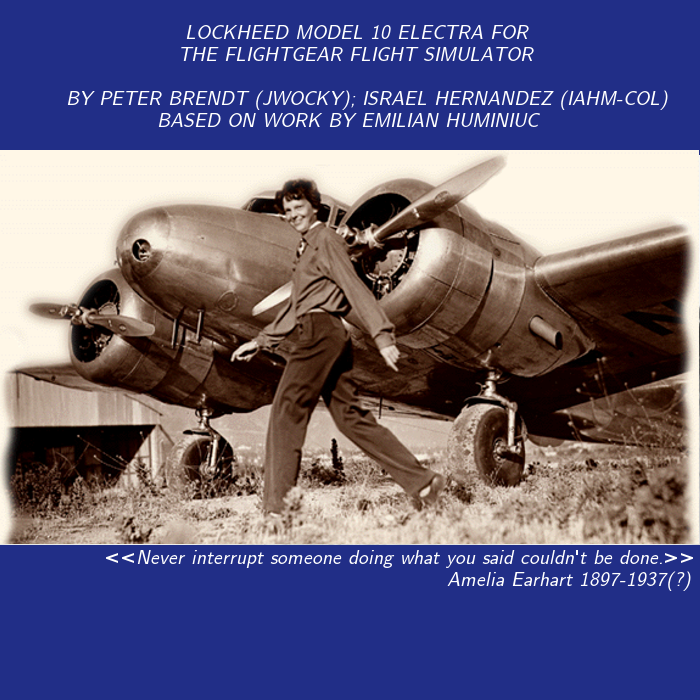 LOCKHEED MODEL 10 ELECTRA FOR
THE FLIGHTGEAR FLIGHT SIMULATOR
BY PETER BRENDT (JWOCKY); ISRAEL HERNANDEZ (IAHM-COL)
BASED ON WORK BY EMILIAN HUMINIUC
<<Never interrupt someone doing what you said couldn't be done.>>
Amelia Earhart 1897-1937(?)